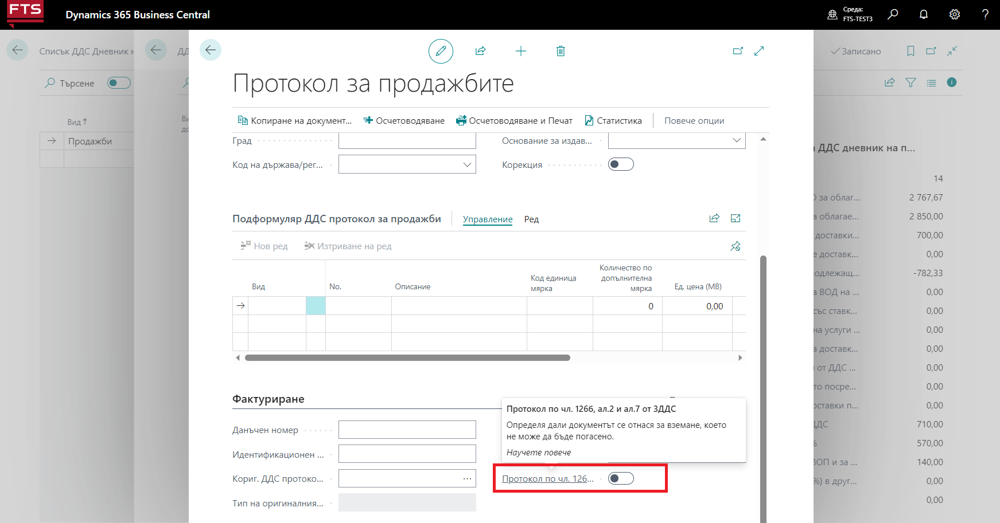 FTS
Dynamics 365 Business Central
Среда:
FTS-TEST3
Списък ДДС Дневник н
ДД
Записано
Търсене
Протокол за продажбите
Копиране на документ...
Осчетоводяване
Осчетоводяване и Печат
Статистика
Повече опции
Вид
Продажби
Град
Основание за издав...
Код на държава/рег...
Корекция
ДДС дневник на п...
14
О за облаг... 2 767,67
а облагае... 2 850,00
доставки... 700,00
е доставк... 0,00
одлежащ... -782,33
а ВОД на ... 0,00
със ставк... 0,00
на услуги ... 0,00
а доставк... 0,00
от ДДС ... 0,00
то посре... 0,00
оставки п... 0,00
ДДС 710,00
% 570,00
ВОП и за ... 140,00
%) в друг... 0,00
0,00
Подформуляр ДДС протокол за продажби
Управление
Ред
Нов ред
Изтриване на ред
Вид
No.
Описание
Код единица мярка
Количество по допълнителна мярка
Ед. цена (МВ)
0
0,00
Фактуриране
Данъчен номер
Идентификационен ...
Кориг. ДДС протоко...
Тип на оригиналния...
Протокол по чл. 126б, ал.2 и ал.7 от ЗДДС
Определя дали документът се отнася за вземане, което
не може да бъде погасено.
Научете повече
Протокол по чл. 126...